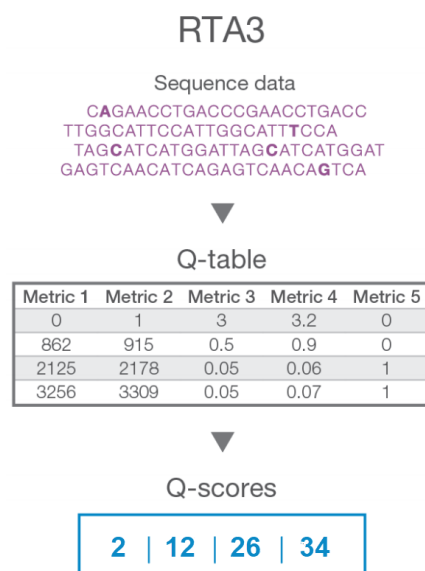 RTA3
Sequence data
CAGAACCTGACCCGAACCTGACC
TTGGCATTCCATTGGCATTTCCA
TAGCATCATGGATTAGCATCATGGAT
GAGTCAACATCAGAGTCAACAGTCA
Q-table
Metric 1 Metric 2 Metric 3 Metric 4 Metric 5
0 1 3 3.2 0
862 915 0.5 0.9 0
2125 2178 0.05 0.06 1
3256 3309 0.05 0.07 1
Q-scores
2 | 12 | 26 | 34